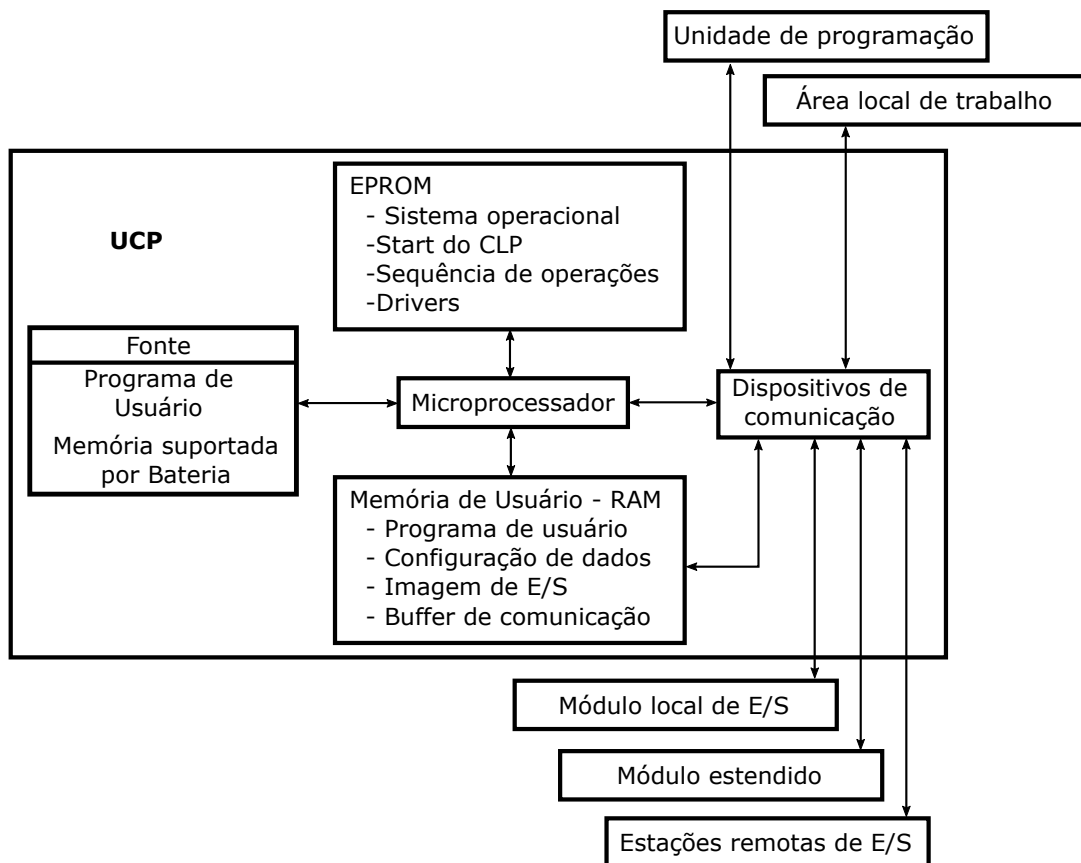 Unidade de programação
Área local de trabalho
UCP
EPROM
- Sistema operacional
-Start do CLP
-Sequência de operações
-Drivers
Fonte
Programa de
Usuário
Memória suportada
por Bateria
Microprocessador
Dispositivos de
comunicação
Memória de Usuário - RAM
- Programa de usuário
- Configuração de dados
- Imagem de E/S
- Buffer de comunicação
Módulo local de E/S
Módulo estendido
Estações remotas de E/S